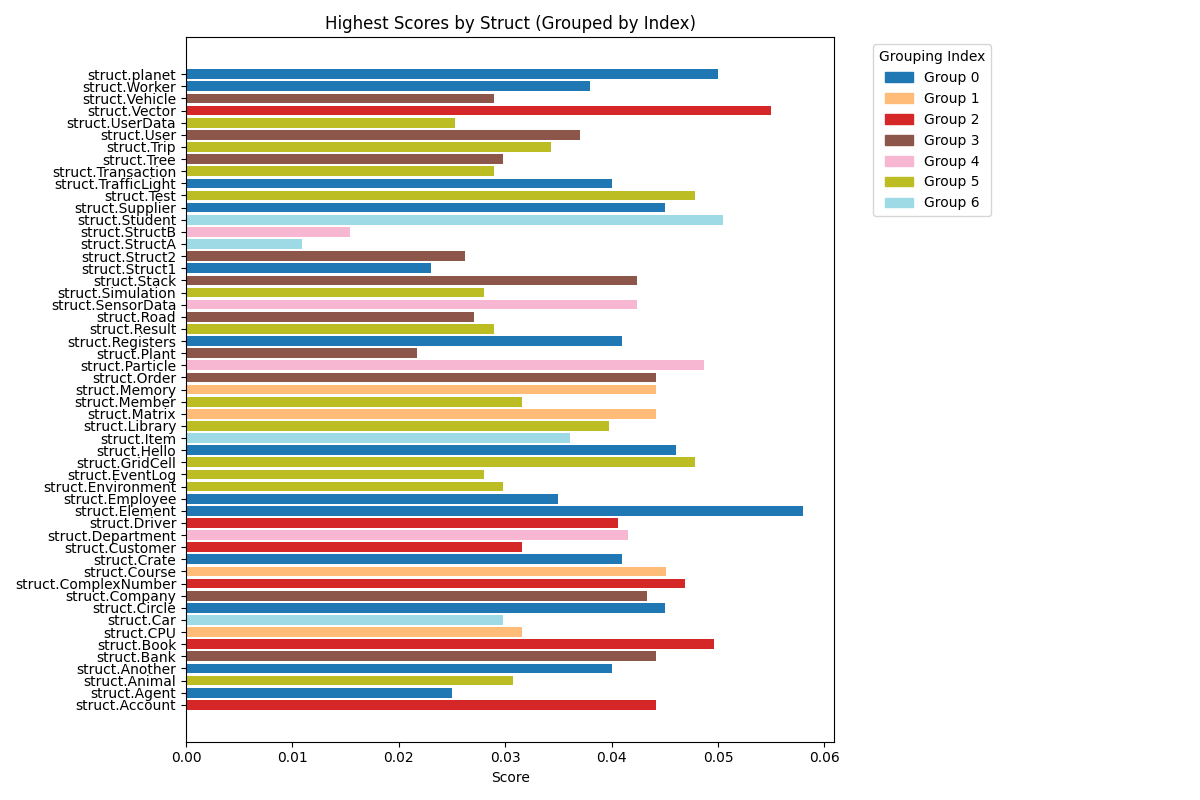 Highest Scores by Struct (Grouped by Index)
struct.planet
struct.Worker
struct.Vehicle
struct.Vector
struct.UserData
struct.User
struct.Trip
struct.Tree
struct.Transaction
struct.TrafficLight
struct.Test
struct.Supplier
struct.Student
struct.StructB
struct.StructA
struct.Struct2
struct.Struct1
struct.Stack
struct.Simulation
struct.SensorData
struct.Road
struct.Result
struct.Registers
struct.Plant
struct.Particle
struct.Order
struct.Memory
struct.Member
struct.Matrix
struct.Library
struct.Item
struct.Hello
struct.GridCell
struct.EventLog
struct.Environment
struct.Employee
struct.Element
struct.Driver
struct.Department
struct.Customer
struct.Crate
struct.Course
struct.ComplexNumber
struct.Company
struct.Circle
struct.Car
struct.CPU
struct.Book
struct.Bank
struct.Another
struct.Animal
struct.Agent
struct.Account
0.00 0.01 0.02 0.03 0.04 0.05 0.06
Score
Grouping Index
Group 0
Group 1
Group 2
Group 3
Group 4
Group 5
Group 6